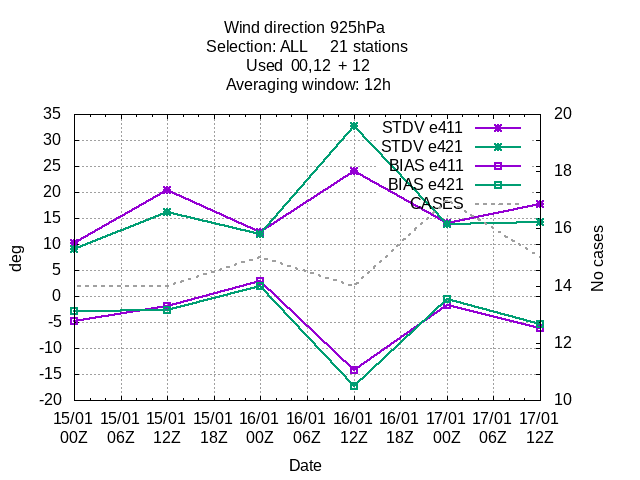 Wind direction 925hPa
Selection: ALL 21 stations
Used 00,12 + 12
Averaging window: 12h
STDV e411
STDV e421
BIAS e411
BIAS e421
CASES
35
30
25
20
15
10
5
0
-5
-10
-15
-20
deg
20
18
16
14
12
10
No cases
15/01 15/01 15/01 15/01 16/01 16/01 16/01 16/01 17/01 17/01 17/01
00Z 06Z 12Z 18Z 00Z 06Z 12Z 18Z 00Z 06Z 12Z
Date